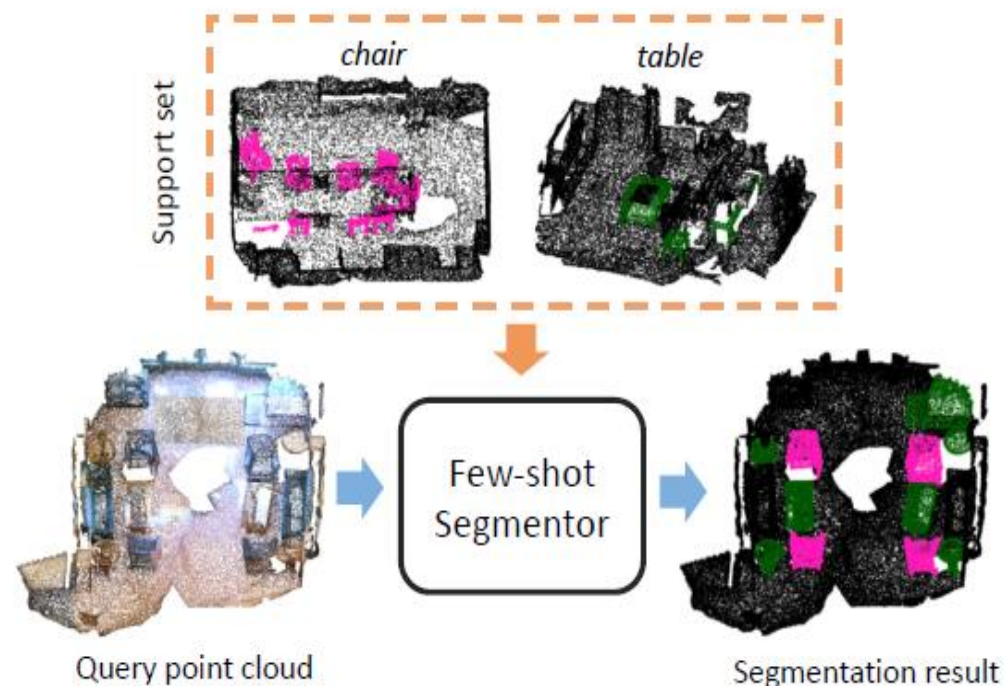 chair
table
Support set
Few-shot
Segmentor
Query point cloud
Segmentation result